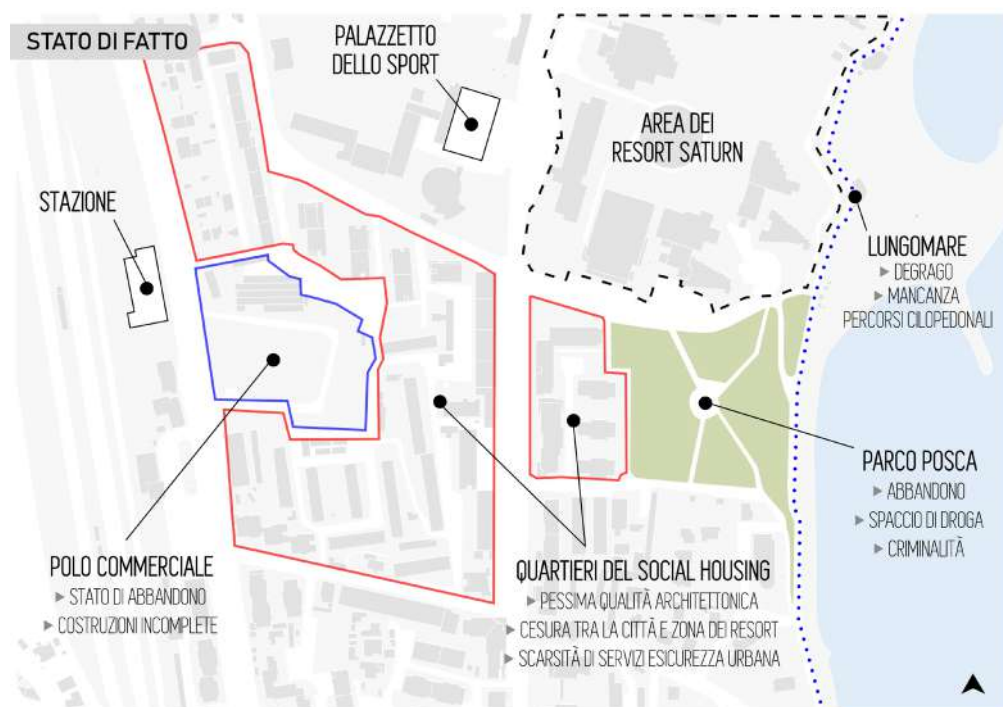 STATO DI FATTO
PALAZZETTO
DELLO SPORT
AREA DEI
RESORT SATURN
STAZIONE
LUNGOMARE
▶ DEGRAGO
▶ MANCANZA
PERCORSI CILOPEDONALI
PARCO POSCA
▶ ABBANDONO
▶ SPACCIO DI DROGA
▶ CRIMINALITÀ
POLO COMMERCIALE
▶ STATO DI ABBANDONO
▶ COSTRUZIONI INCOMPLETE
QUARTIERI DEL SOCIAL HOUSING
▶ PESSIMA QUALITÀ ARCHITETTONICA
▶ CESURA TRA LA CITTÀ E ZONA DEI RESORT
▶ SCARSITÀ DI SERVIZI ESICUREZZA URBANA